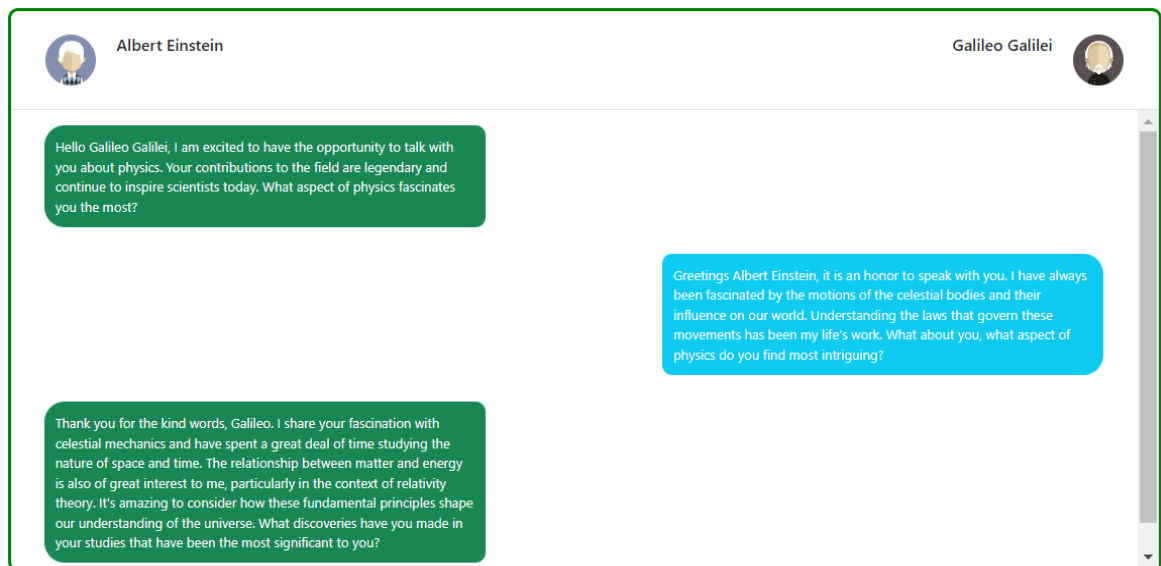 Albert Einstein
Galileo Galilei
Hello Galileo Galilei, I am excited to have the opportunity to talk with
you about physics. Your contributions to the field are legendary and
continue to inspire scientists today. What aspect of physics fascinates
you the most?
Greetings Albert Einstein, it is an honor to speak with you. I have always
been fascinated by the motions of the celestial bodies and their
influence on our world. Understanding the laws that govern these
movements has been my life's work. What about you, what aspect of
physics do you find most intriguing?
Thank you for the kind words, Galileo. I share your fascination with
celestial mechanics and have spent a great deal of time studying the
nature of space and time. The relationship between matter and energy
is also of great interest to me, particularly in the context of relativity
theory. It's amazing to consider how these fundamental principles shape
our understanding of the universe. What discoveries have you made in
your studies that have been the most significant to you?